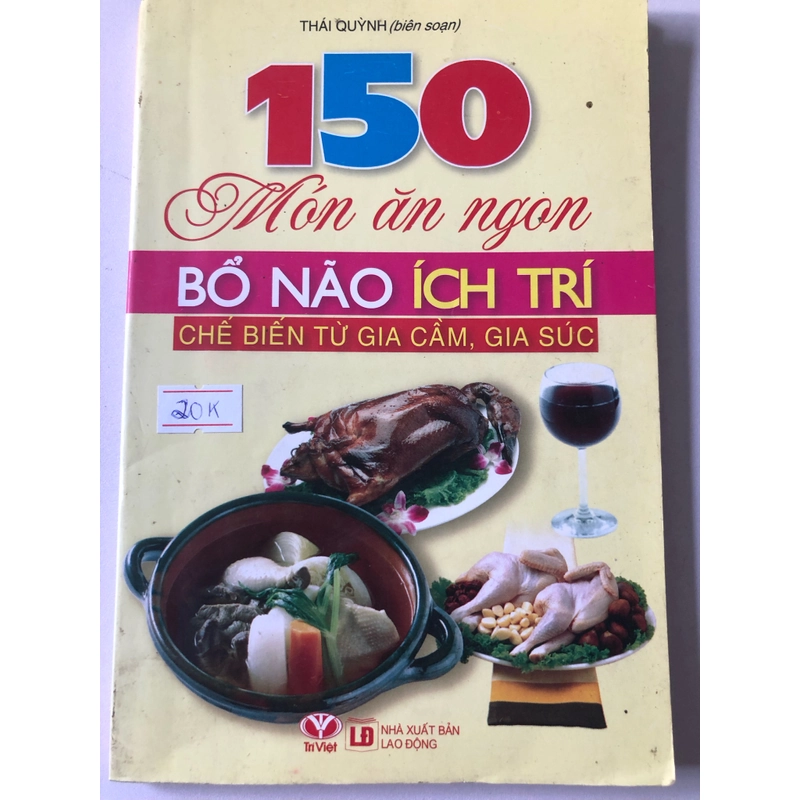 THÁI QUỲNH (biên soạn)
150
Món ăn ngon
BỔ NÃO ÍCH TRÍ
CHẾ BIẾN TỪ GIA CẦM, GIA SÚC
20K
Trí Việt
LĐ
NHÀ XUẤT BẢN
LAO ĐỘNG